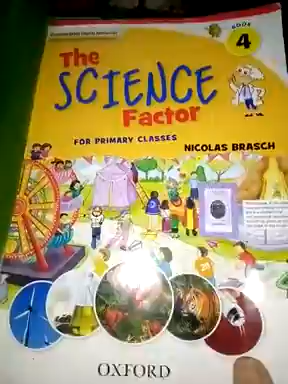 BOOK
4
The
SCIENCE
Factor
FOR PRIMARY CLASSES
NICOLAS BRASCH
OXFORD